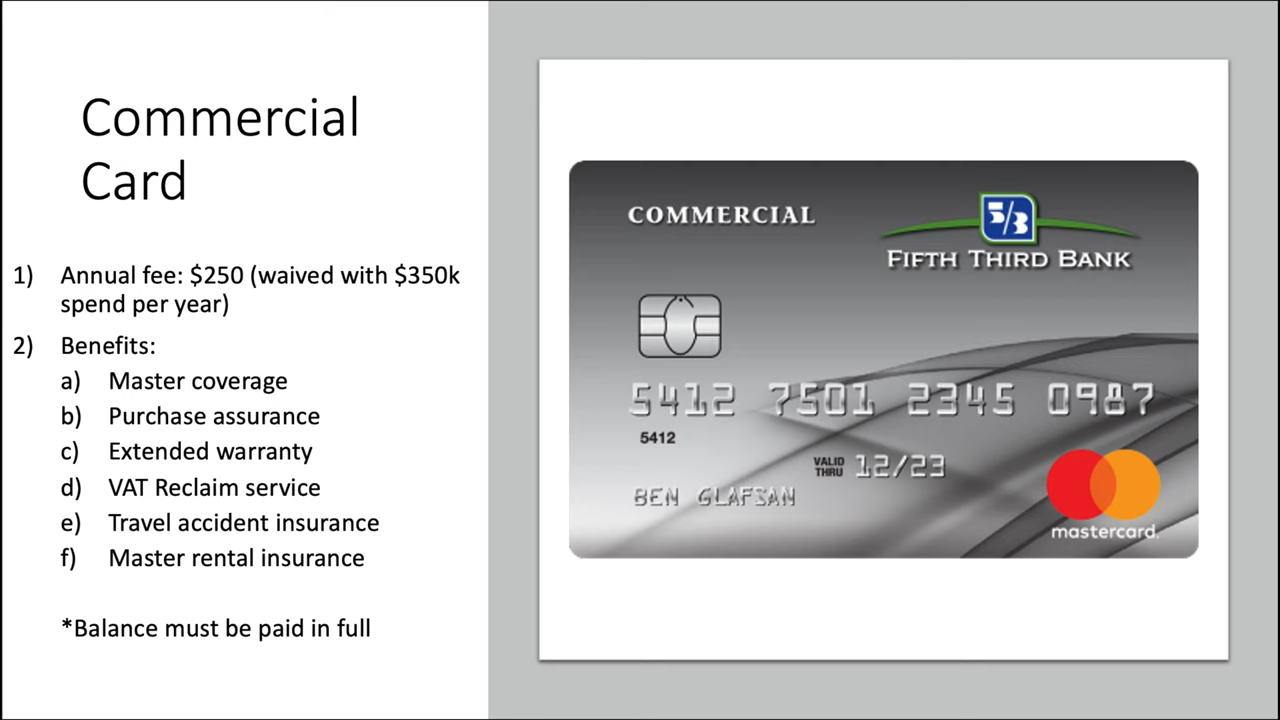 Commercial
Card
1) Annual fee: $250 (waived with $350k
spend per year)
2) Benefits:
a) Master coverage
b) Purchase assurance
c) Extended warranty
d) VAT Reclaim service
e) Travel accident insurance
f) Master rental insurance
*Balance must be paid in full
COMMERCIAL
5/3
FIFTH THIRD BANK
5412 7501 2345 0987
5412
VALID
THRU 12/23
BEN GLAFSAN
mastercard.